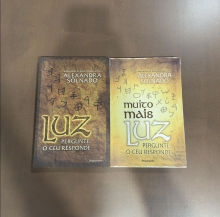 ALEXANDRA
SOLNADO
LUZ
PERGUNTE,
O CÉU RESPONDE
ALEXANDRA
SOLNADO
muito
mais
LUZ
PERGUNTE,
O CÉU RESPONDE